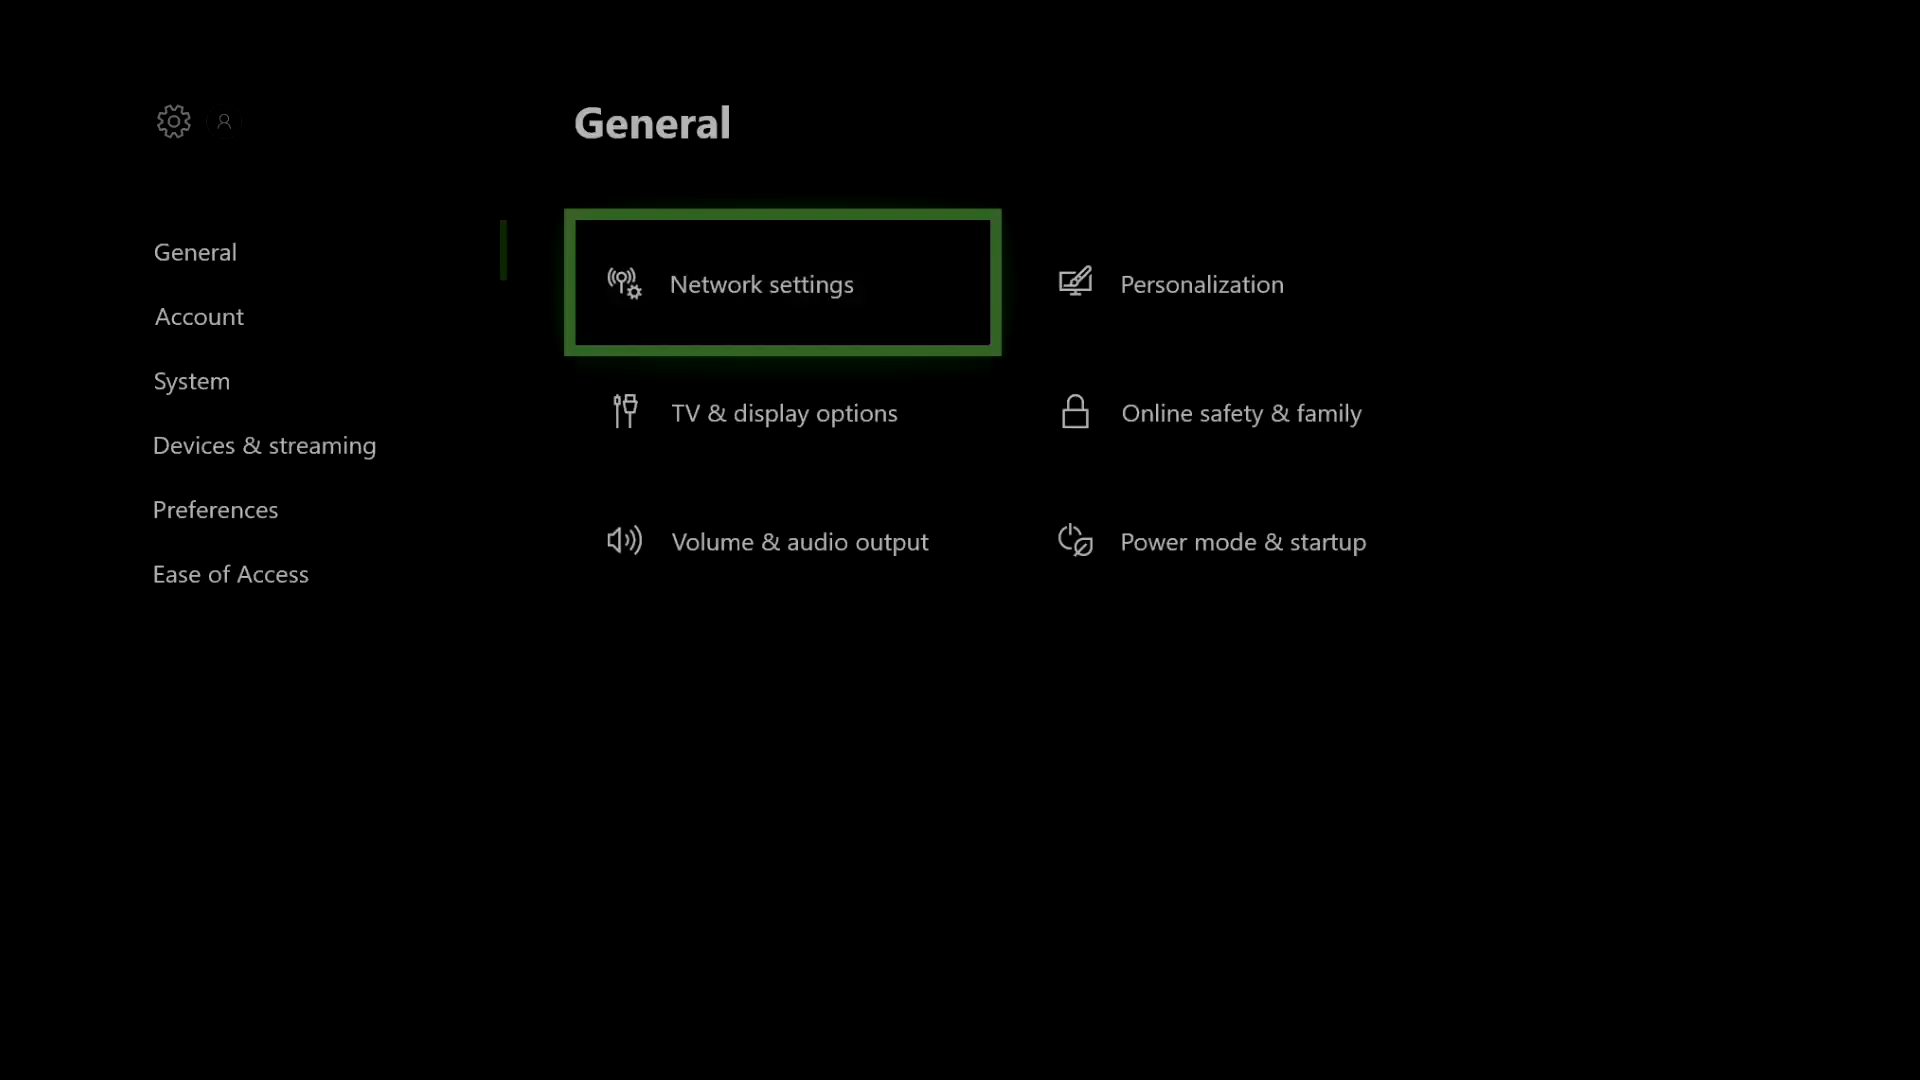 General
General
Account
System
Devices & streaming
Preferences
Ease of Access
Network settings
Personalization
TV & display options
Online safety & family
Volume & audio output
Power mode & startup